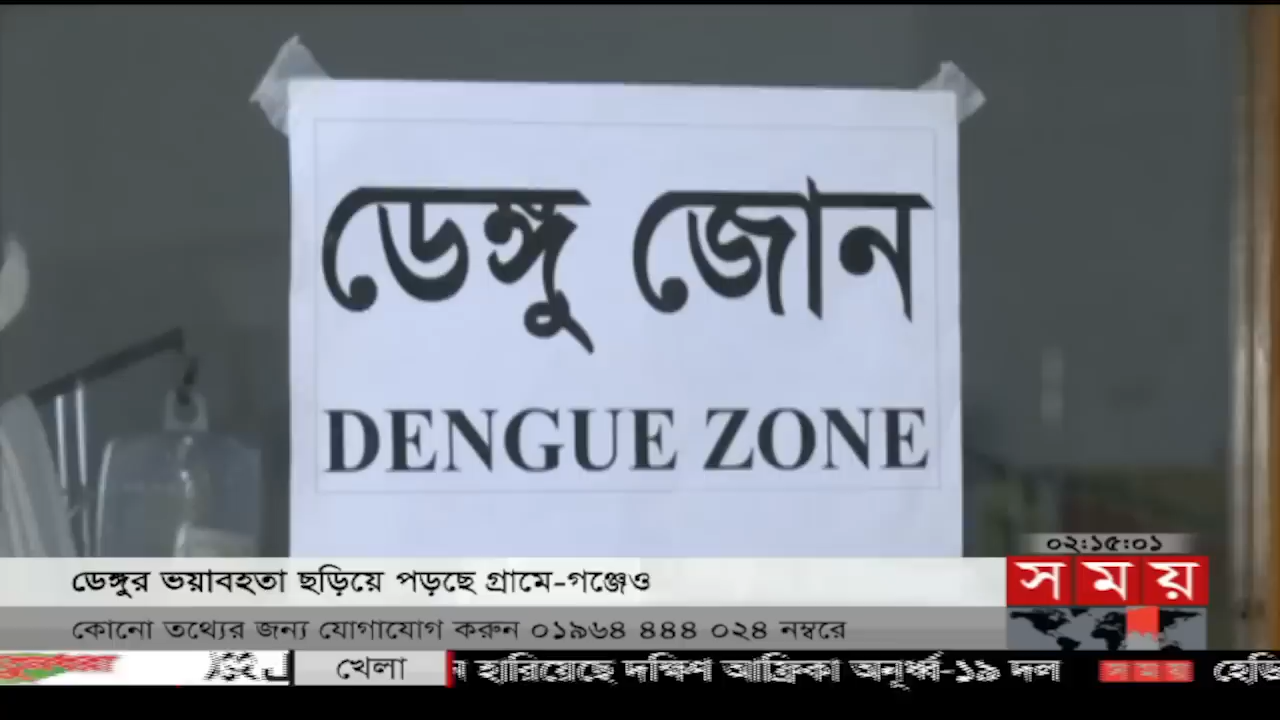 ডেঙ্গু জোন
DENGUE ZONE
০২:১৫:০১
ডেঙ্গুর ভয়াবহতা ছড়িয়ে পড়ছে গ্রামে-গঞ্জেও
সময়
কোনো তথ্যের জন্য যোগাযোগ করুন ০১৯৬৪ ৪৪৪ ০২৪ নম্বরে
খেলা হারিয়েছে দক্ষিণ আফ্রিকা অনূর্ধ্ব-১৯ দল সময়